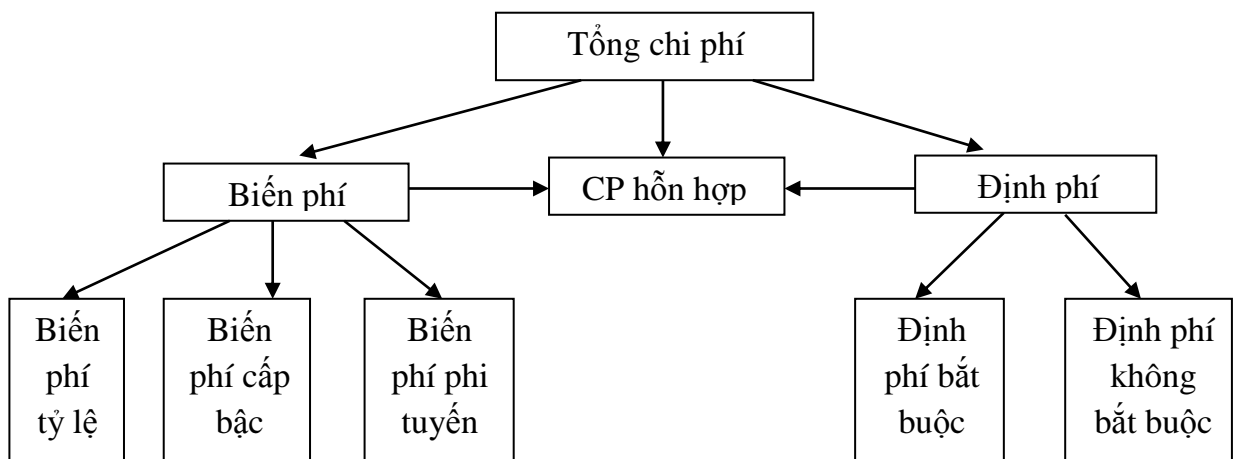 Tổng chi phí
Biến phí
CP hỗn hợp
Định phí
Biến
phí
tỷ lệ
Biến
phí cấp
bậc
Biến
phí phi
tuyến
Định
phí bắt
buộc
Định phí
không
bắt buộc